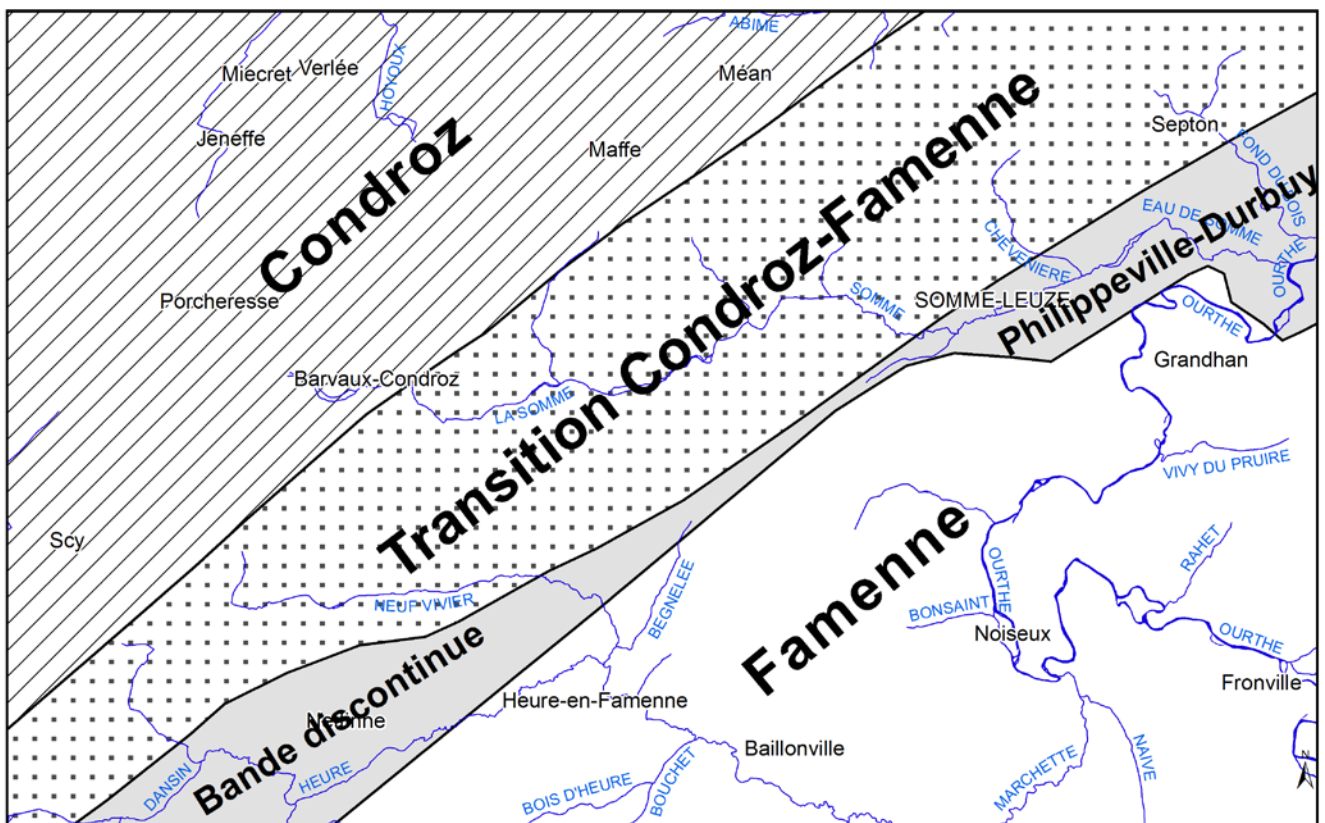 ABIME
Miecret
Verlée
HOYOUX
Méan
Jeneffe
Maffe
Septon
Condroz
FOND DU BOIS
Transition Condroz-Famenne
EAU DE SOMME
CHEVENIERE
OURTHE
Porcheresse
SOMME
SOMME-LEUZE
Philippeville-Durbuy
OURTHE
Grandhan
Barvaux-Condroz
LA SOMME
VIVY DU PRUIRE
Scy
Famenne
RAHET
OURTHE
NEUF VIVIER
BEGNELEE
BONSAINT
Noiseux
OURTHE
Fronville
Heure-en-Famenne
Nettinne
Bande discontinue
Baillonville
DANSIN
HEURE
BOIS D'HEURE
BOUCHET
MARCHETTE
NAIVE
N